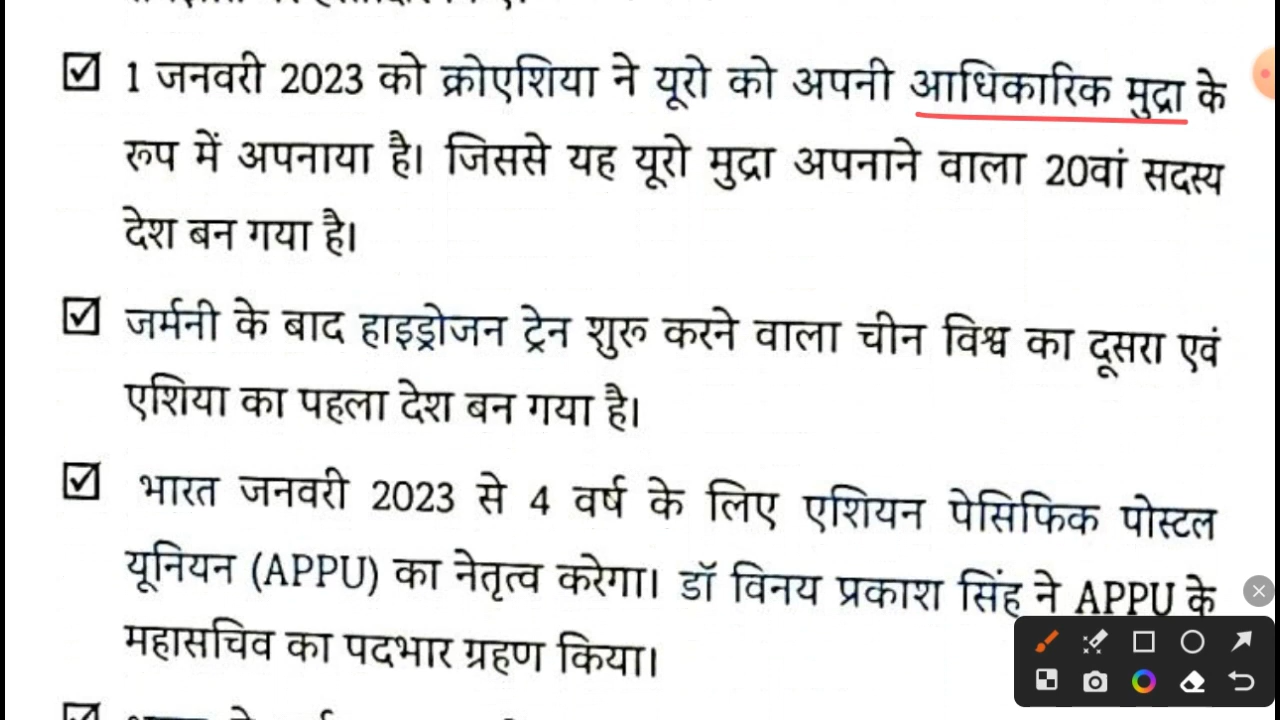 1 जनवरी 2023 को क्रोएशिया ने यूरो को अपनी आधिकारिक मुद्रा के
रूप में अपनाया है। जिससे यह यूरो मुद्रा अपनाने वाला 20वां सदस्य
देश बन गया है।
जर्मनी के बाद हाइड्रोजन ट्रेन शुरू करने वाला चीन विश्व का दूसरा एवं
एशिया का पहला देश बन गया है।
भारत जनवरी 2023 से 4 वर्ष के लिए एशियन पेसिफिक पोस्टल
यूनियन (APPU) का नेतृत्व करेगा। डॉ विनय प्रकाश सिंह ने APPU के
महासचिव का पदभार ग्रहण किया।